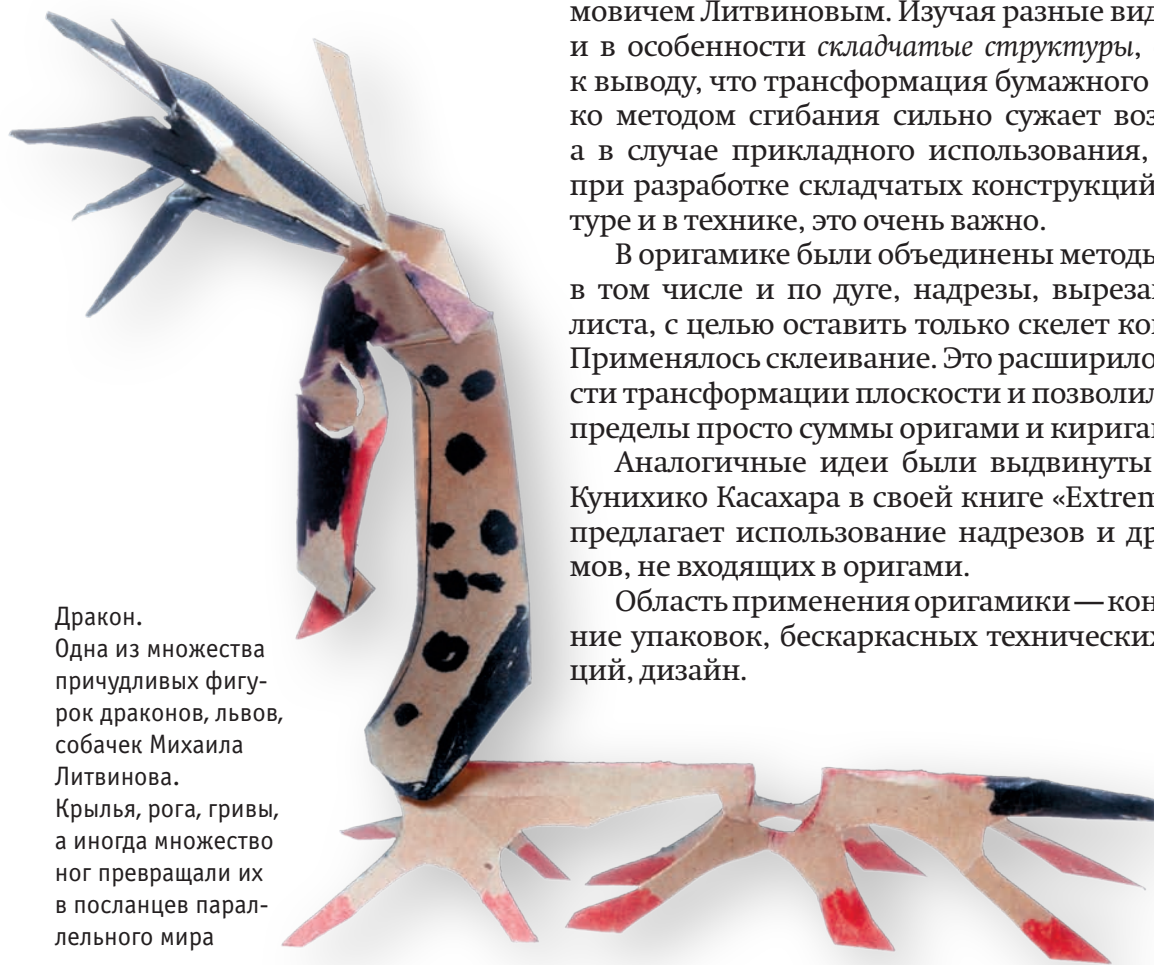 мовичем Литвиновым. Изучая разные вид
и в особенности складчатые структуры,
к выводу, что трансформация бумажного
ко методом сгибания сильно сужает воз
а в случае прикладного использования,
при разработке складчатых конструкций
туре и в технике, это очень важно.
В оригамике были объединены методы
в том числе и по дуге, надрезы, выреза
листа, с целью оставить только скелет ко
Применялось склеивание. Это расширило
сти трансформации плоскости и позволил
пределы просто суммы оригами и кирига
Аналогичные идеи были выдвинуты
Кунихико Касахара в своей книге «Extrem
предлагает использование надрезов и др
мов, не входящих в оригами.
Область применения оригамики — кон
ние упаковок, бескаркасных технических
ций, дизайн.
Дракон.
Одна из множества
причудливых фигу-
рок драконов, львов,
собачек Михаила
Литвинова.
Крылья, рога, гривы,
а иногда множество
ног превращали их
в посланцев парал-
лельного мира